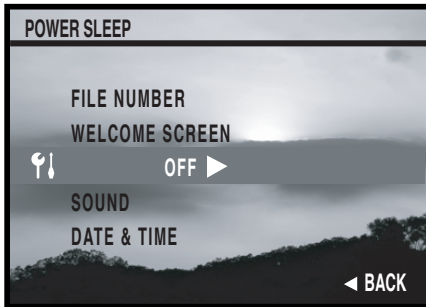 POWER SLEEP
FILE NUMBER
WELCOME SCREEN
OFF
SOUND
DATE & TIME
BACK